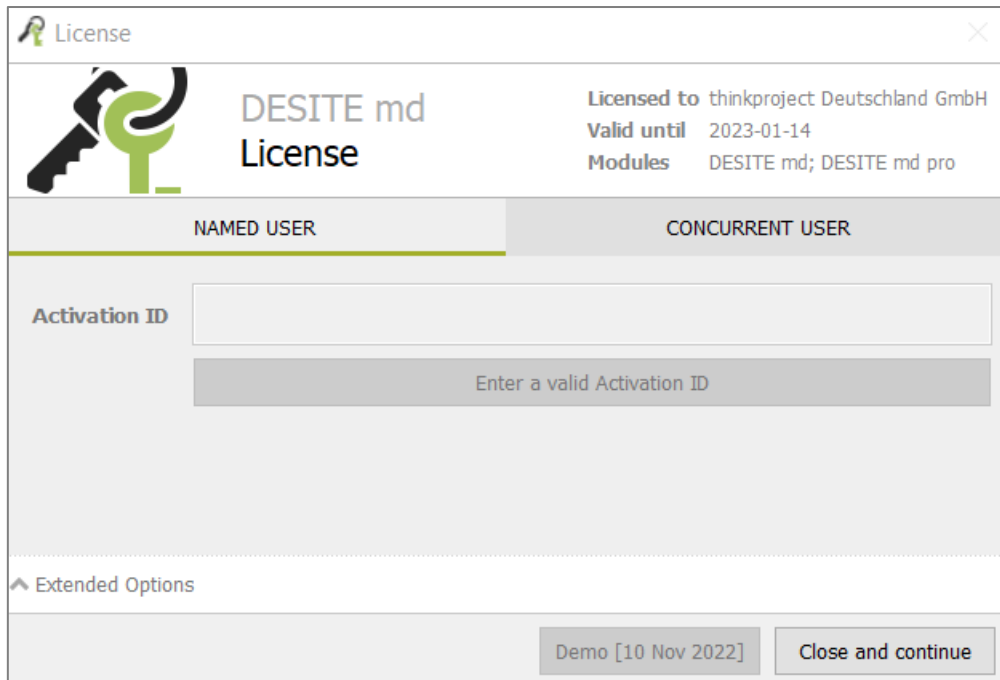 License
DESITE md
License
Licensed to thinkproject Deutschland GmbH
Valid until 2023-01-14
Modules DESITE md; DESITE md pro
NAMED USER
CONCURRENT USER
Activation ID
Enter a valid Activation ID
Extended Options
Demo [10 Nov 2022]
Close and continue